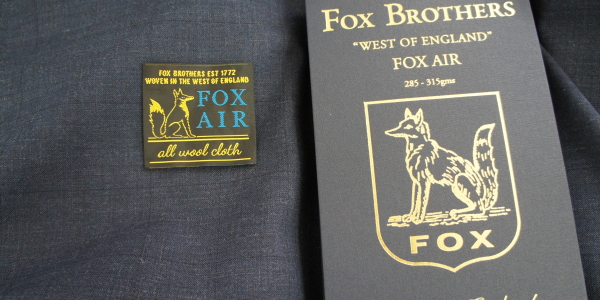 FOX BROTHERS EST 1772
WOVEN IN THE WEST OF ENGLAND
FOX
AIR
all wool cloth
FOX BROTHERS
"WEST OF ENGLAND"
FOX AIR
285 - 315gms
FOX